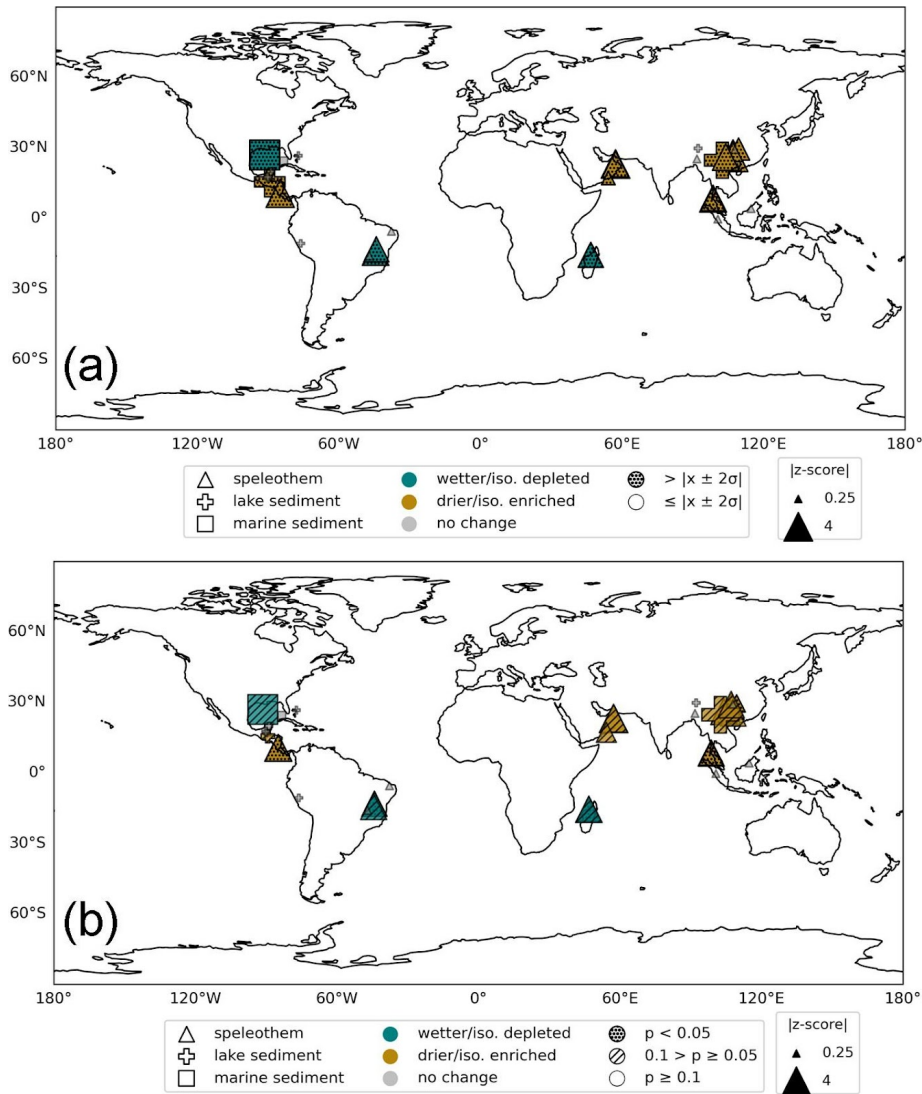 60°N
30°N
0°
30°S
60°S
(a)
180° 120°W 60°W 0° 60°E 120°E 180°
speleothem wetter/iso. depleted > |x ± 2σ| |z-score|
lake sediment drier/iso. enriched ≤ |x ± 2σ| 0.25
marine sediment no change 4
60°N
30°N
0°
30°S
60°S
(b)
180° 120°W 60°W 0° 60°E 120°E 180°
speleothem wetter/iso. depleted p < 0.05 |z-score|
lake sediment drier/iso. enriched 0.1 > p ≥ 0.05 0.25
marine sediment no change p ≥ 0.1 4